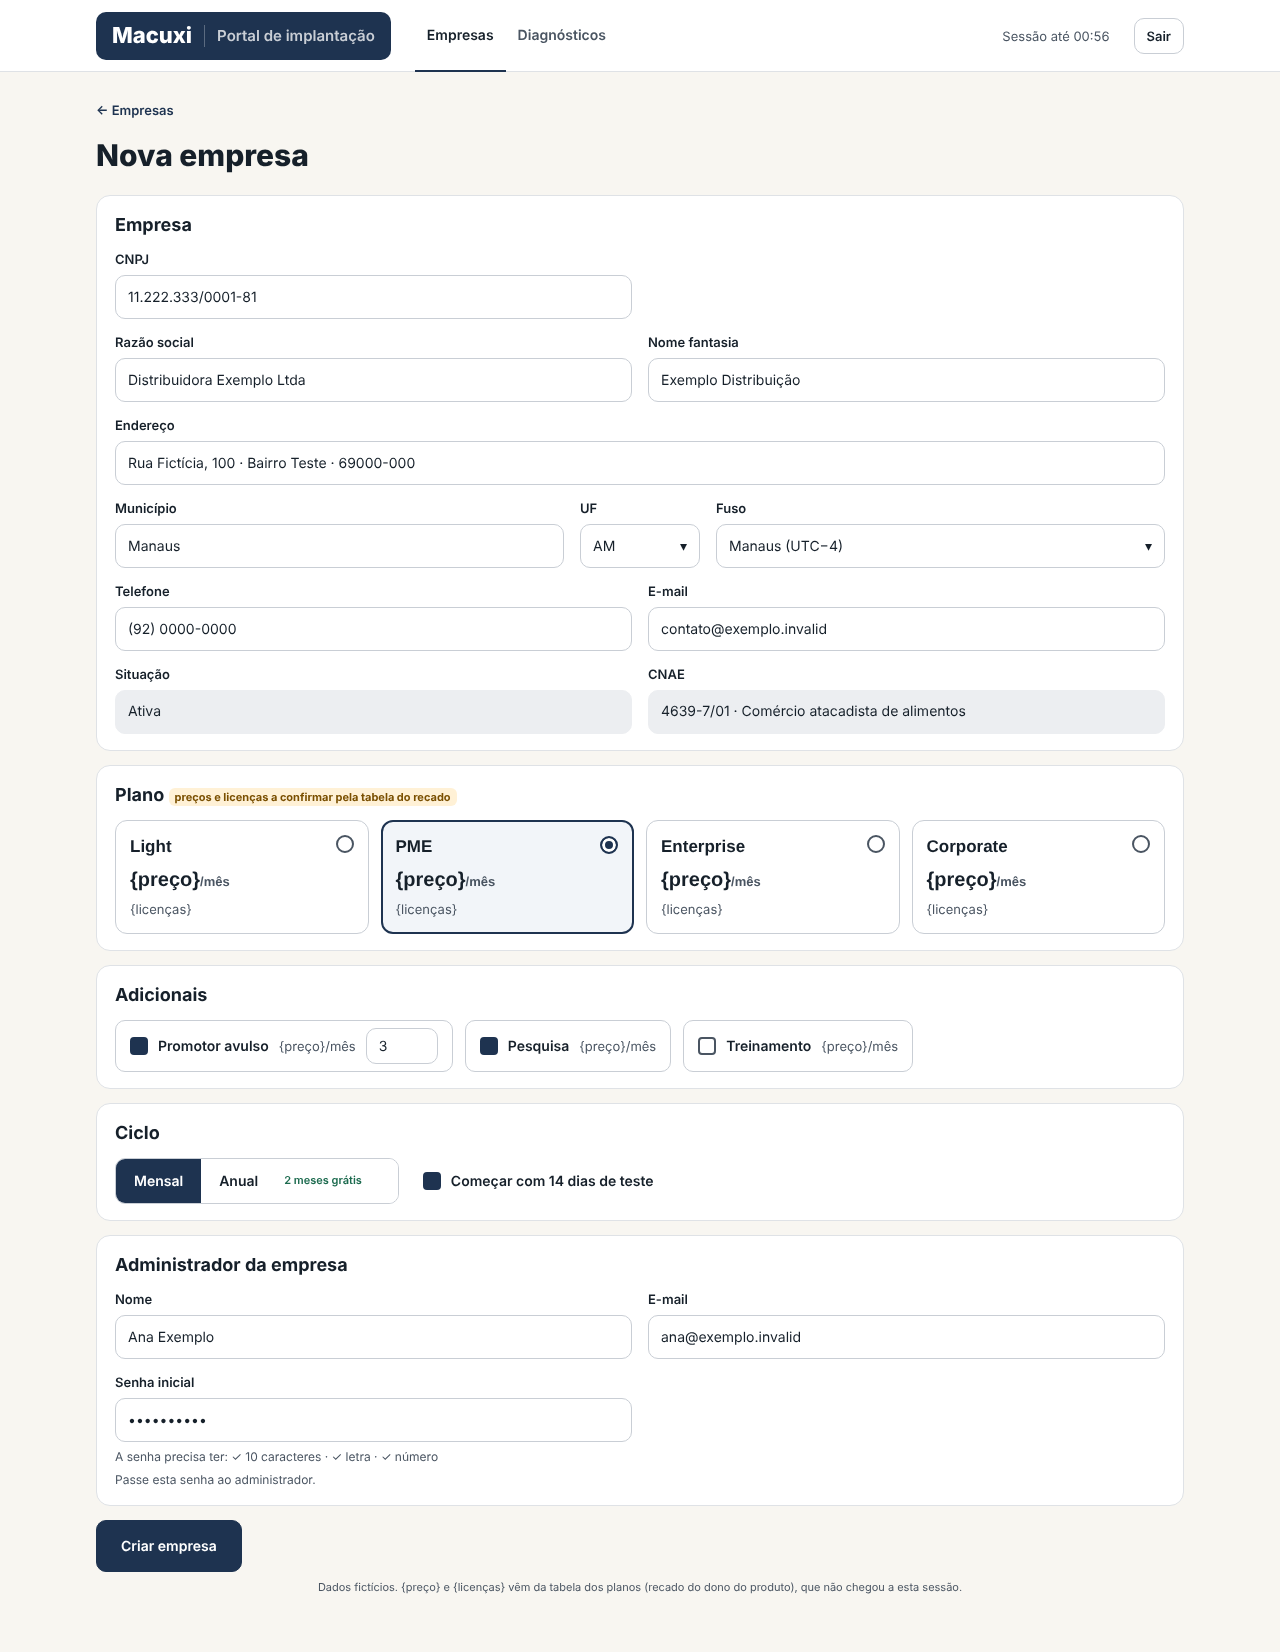 Macuxi Portal de implantação Empresas Diagnósticos Sessão até 00:56 Sair
← Empresas
Nova empresa
Empresa
CNPJ
11.222.333/0001-81
Razão social Nome fantasia
Distribuidora Exemplo Ltda Exemplo Distribuição
Endereço
Rua Fictícia, 100 · Bairro Teste · 69000-000
Município UF Fuso
Manaus AM ▾ Manaus (UTC−4) ▾
Telefone E-mail
(92) 0000-0000 contato@exemplo.invalid
Situação CNAE
Ativa 4639-7/01 · Comércio atacadista de alimentos
Plano preços e licenças a confirmar pela tabela do recado
Light PME Enterprise Corporate
{preço}/mês {preço}/mês {preço}/mês {preço}/mês
{licenças} {licenças} {licenças} {licenças}
Adicionais
Promotor avulso {preço}/mês 3 Pesquisa {preço}/mês Treinamento {preço}/mês
Ciclo
Mensal Anual 2 meses grátis Começar com 14 dias de teste
Administrador da empresa
Nome E-mail
Ana Exemplo ana@exemplo.invalid
Senha inicial
••••••••••
A senha precisa ter: ✓ 10 caracteres · ✓ letra · ✓ número
Passe esta senha ao administrador.
Criar empresa
Dados fictícios. {preço} e {licenças} vêm da tabela dos planos (recado do dono do produto), que não chegou a esta sessão.